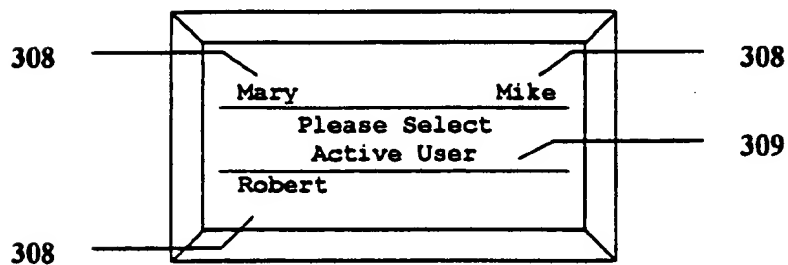 308 308
Mary Mike
Please Select
Active User
309
Robert
308